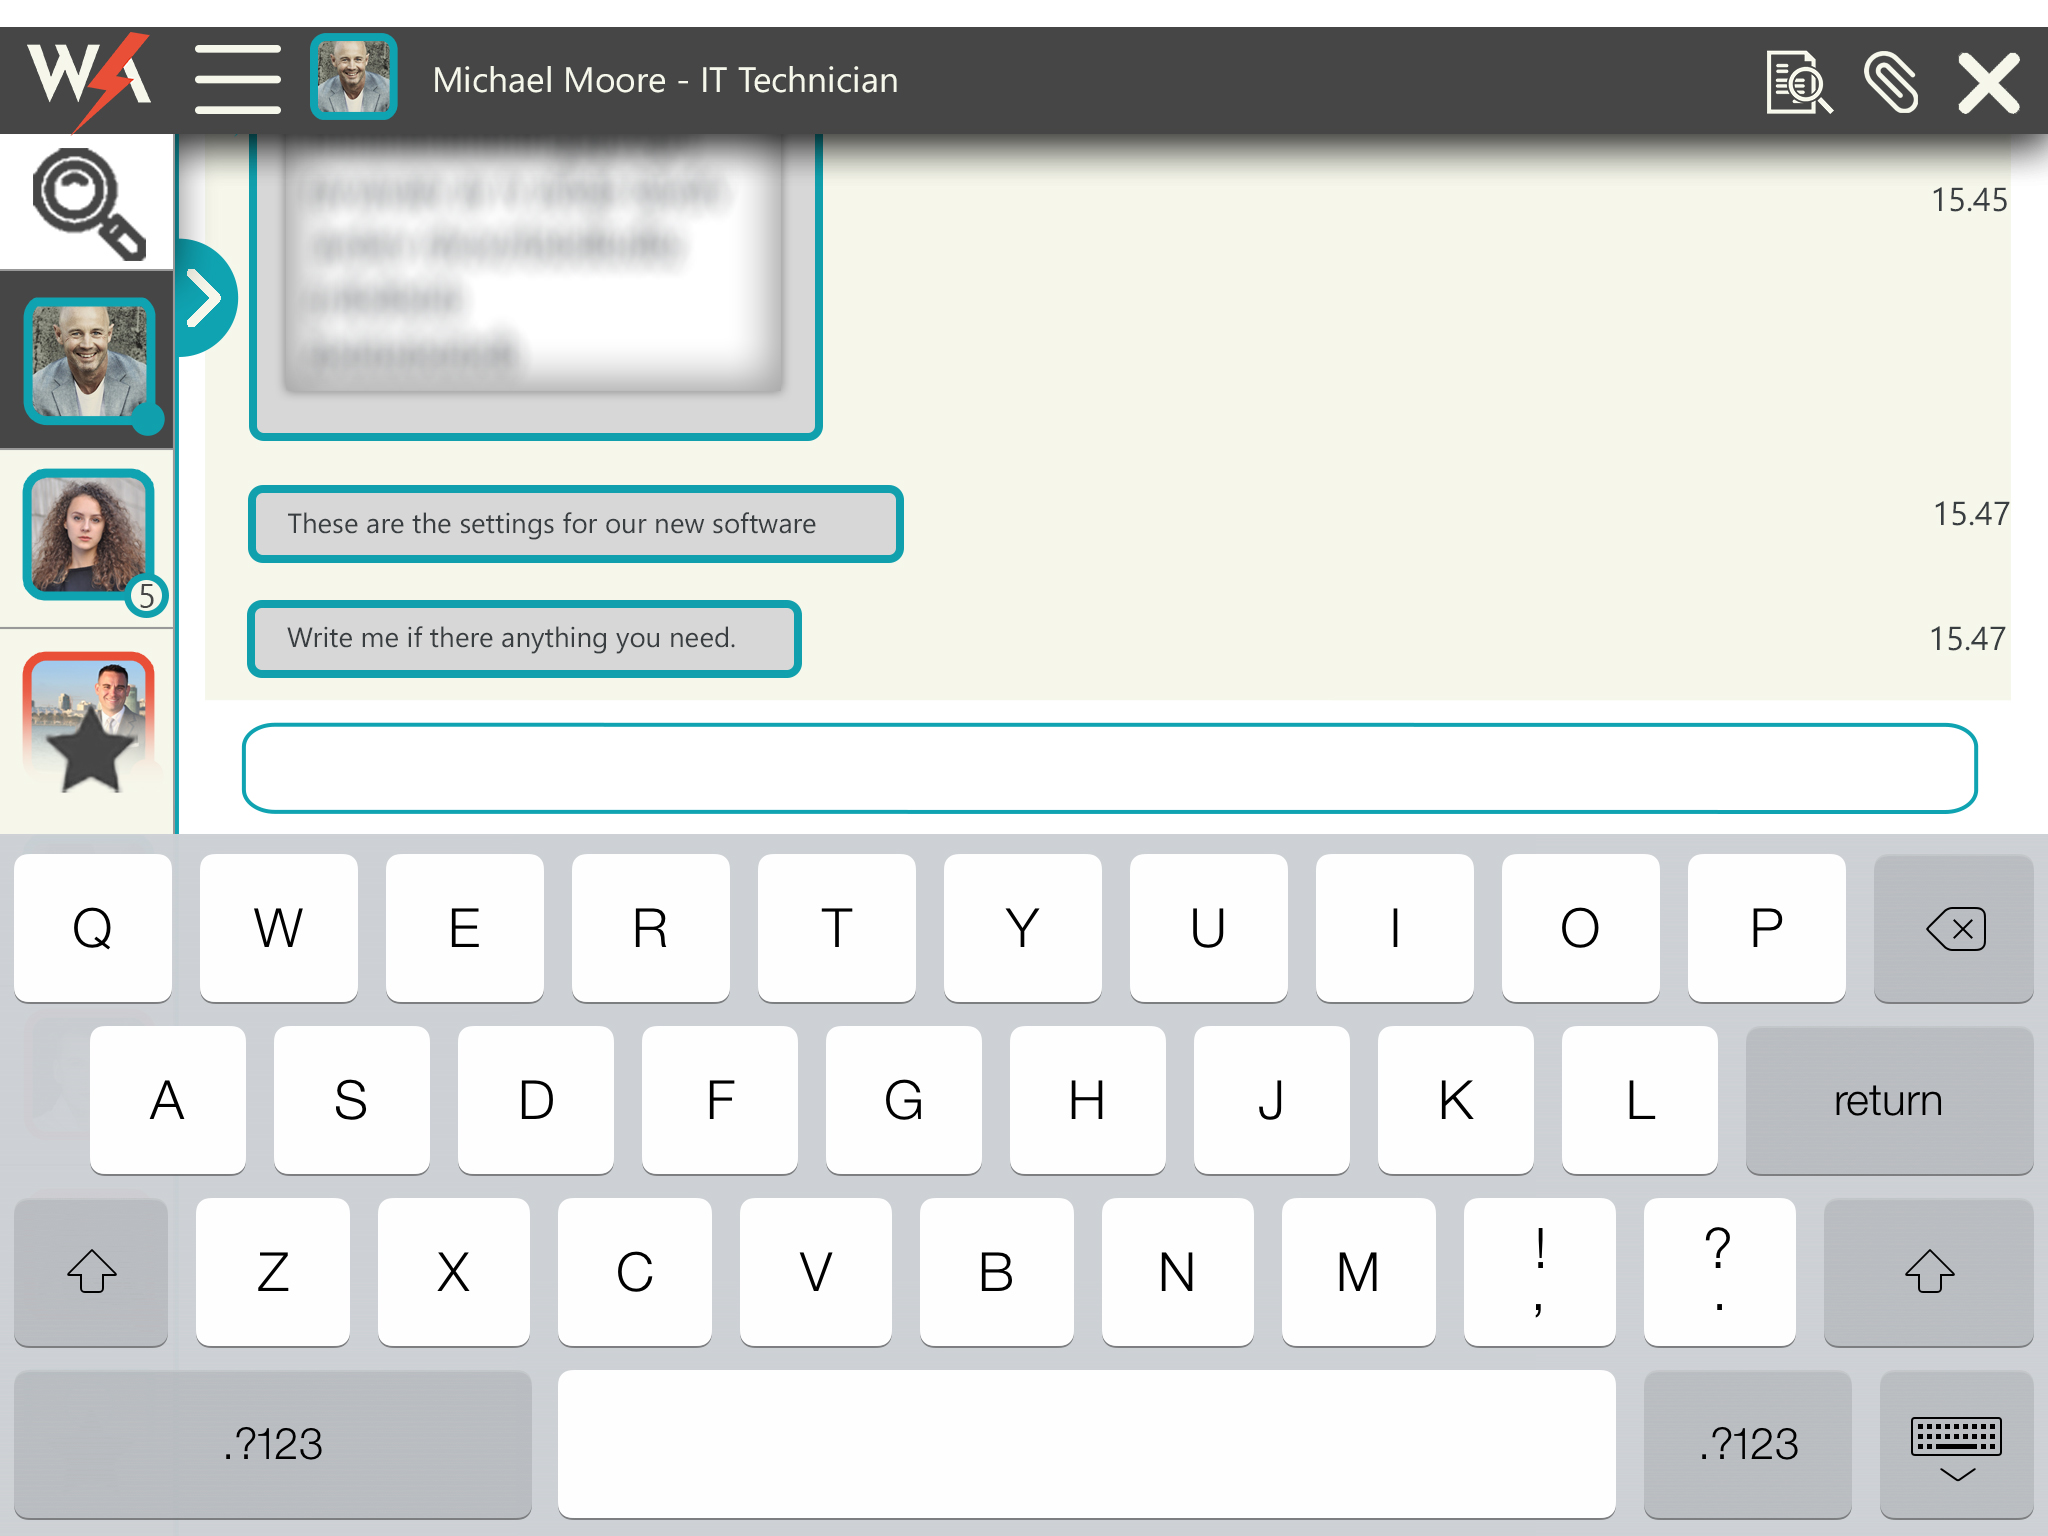 WA
Michael Moore - IT Technician
15.45
These are the settings for our new software
15.47
Write me if there anything you need.
15.47
5
Q W E R T Y U I O P
A S D F G H J K L return
Z X C V B N M ! , ? .
.?123 .?123